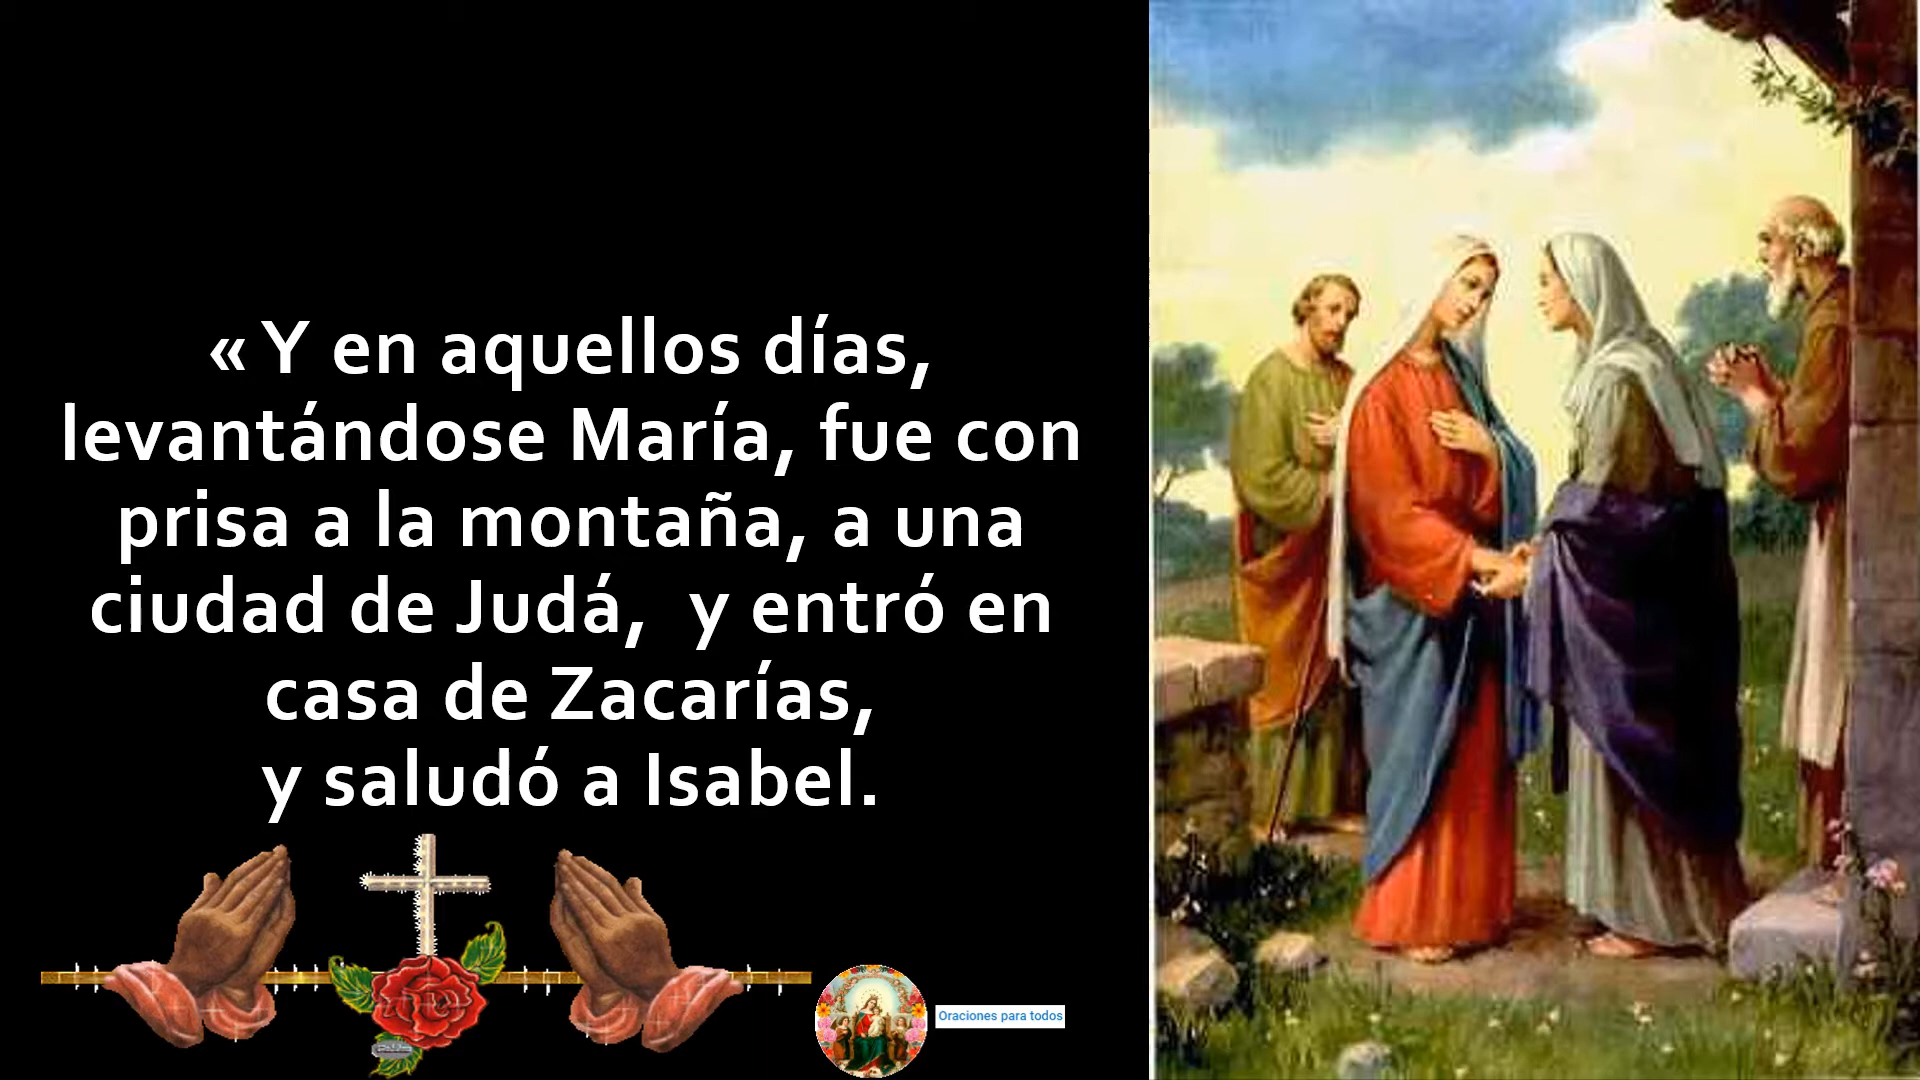 « Y en aquellos días,
levantándose María, fue con
prisa a la montaña, a una
ciudad de Judá,  y entró en
casa de Zacarías,
y saludó a Isabel.
Oraciones para todos